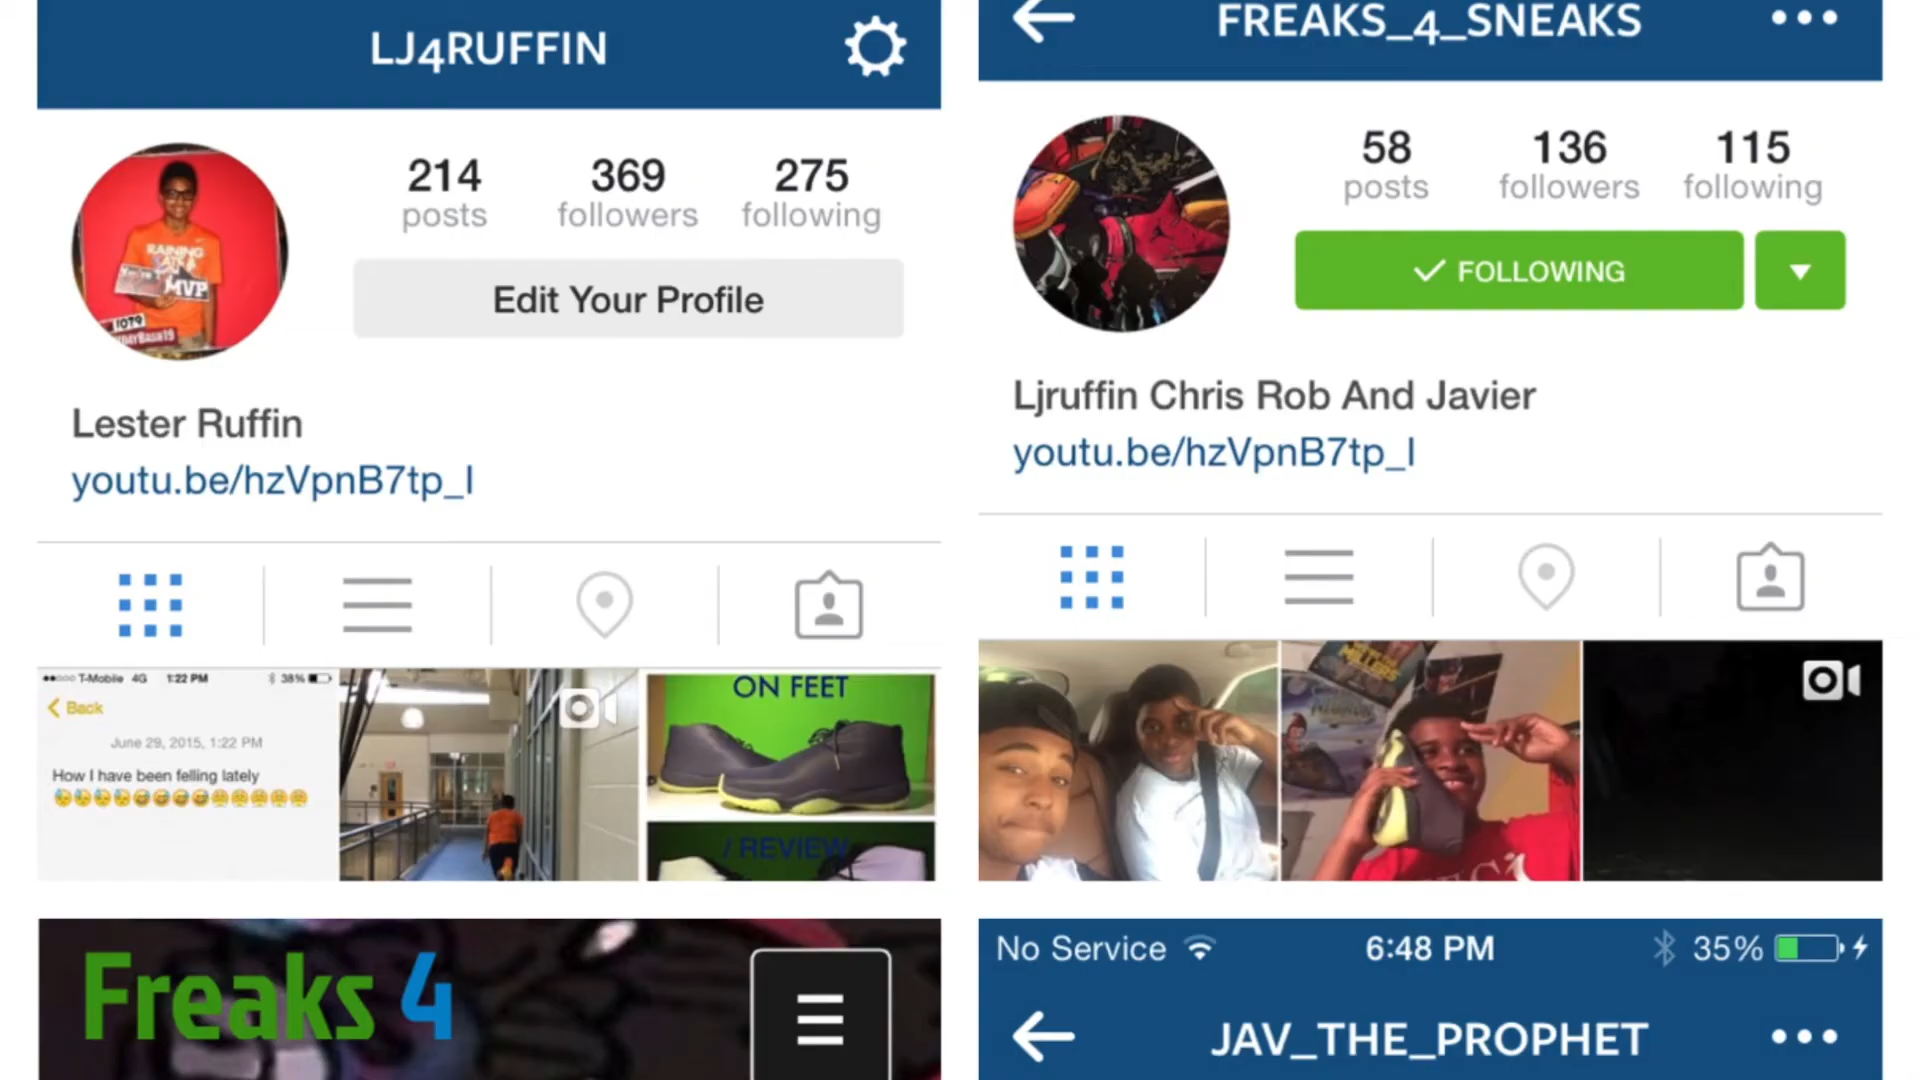 LJ4RUFFIN
214
posts
369
followers
275
following
Edit Your Profile
RAINING
MVP
1079
Lester Ruffin
youtu.be/hzVpnB7tp_I
T-Mobile 4G 1:22 PM 38%
Back
June 29, 2015, 1:22 PM
How I have been felling lately
ON FEET
/ REVIEW
FREAKS_4_SNEAKS
58
posts
136
followers
115
following
FOLLOWING
Ljruffin Chris Rob And Javier
youtu.be/hzVpnB7tp_I
Freaks 4
No Service 6:48 PM 35%
JAV_THE_PROPHET